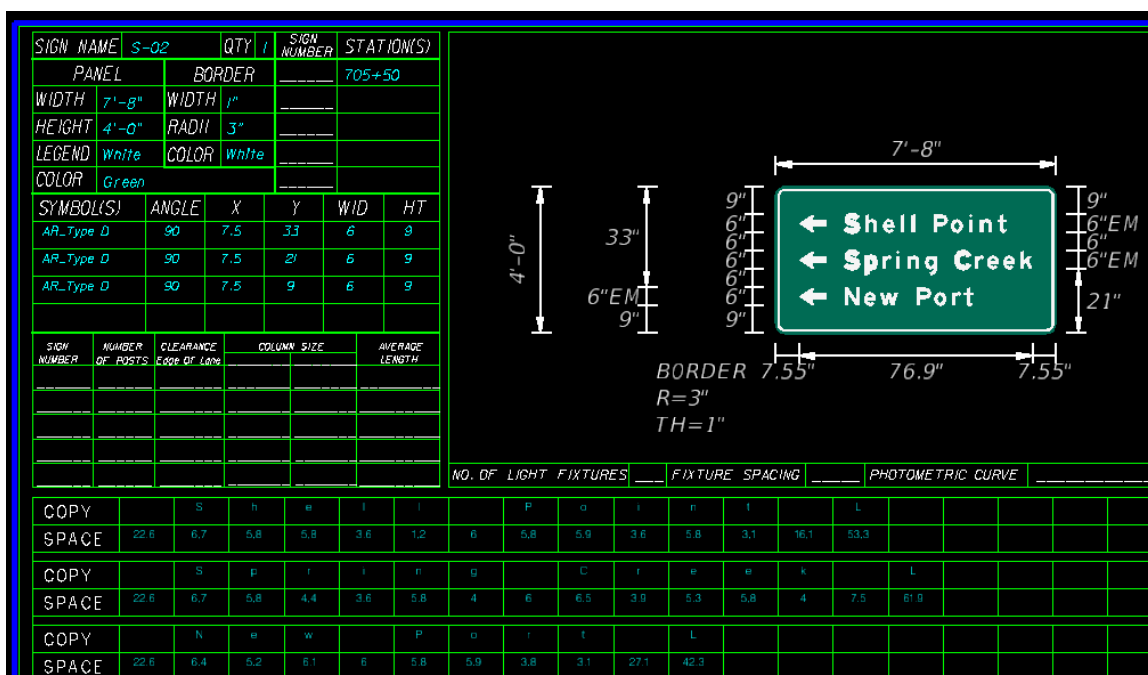 SIGN NAME S-02 QTY 1 SIGN NUMBER STATION(S)
PANEL BORDER 705+50
WIDTH 7'-8" WIDTH 1"
HEIGHT 4'-0" RADII 3"
LEGEND White COLOR White
COLOR Green
SYMBOL(S) ANGLE X Y WID HT
AR_Type D 90 7.5 33 6 9
AR_Type D 90 7.5 21 6 9
AR_Type D 90 7.5 9 6 9
SIGN NUMBER NUMBER OF POSTS CLEARANCE Edge Of Lane COLUMN SIZE AVERAGE LENGTH
7'-8"
4'-0"
33"
6"EM
9"
9"
6"
6"
6"
6"
6"
9"
Shell Point
Spring Creek
New Port
9"
6"EM
6"
6"EM
21"
BORDER 7.55" 76.9" 7.55"
R=3"
TH=1"
NO. OF LIGHT FIXTURES ___ FIXTURE SPACING _____ PHOTOMETRIC CURVE
COPY S h e l l P o i n t L
SPACE 22.6 6.7 5.8 5.8 3.6 1.2 6 5.8 5.9 3.6 5.8 3.1 16.1 53.3
COPY S p r i n g C r e e k L
SPACE 22.6 6.7 5.8 4.4 3.6 5.8 4 6 6.5 3.9 5.3 5.8 4 7.5 61.9
COPY N e w P o r t L
SPACE 22.6 6.4 5.2 6.1 6 5.8 5.9 3.8 3.1 27.1 42.3